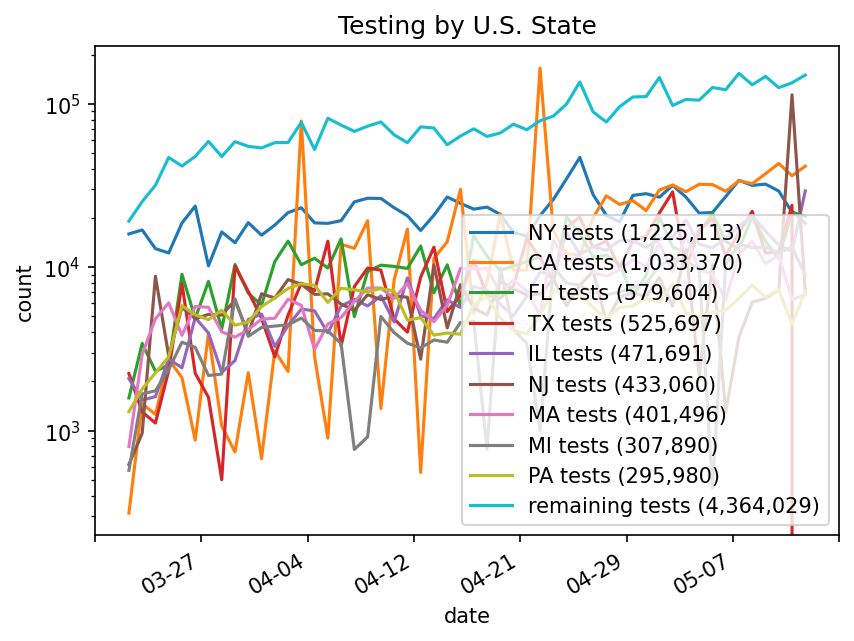 Testing by U.S. State
count
10^5
10^4
10^3
NY tests (1,225,113)
CA tests (1,033,370)
FL tests (579,604)
TX tests (525,697)
IL tests (471,691)
NJ tests (433,060)
MA tests (401,496)
MI tests (307,890)
PA tests (295,980)
remaining tests (4,364,029)
03-27
04-04
04-12
04-21
04-29
05-07
date